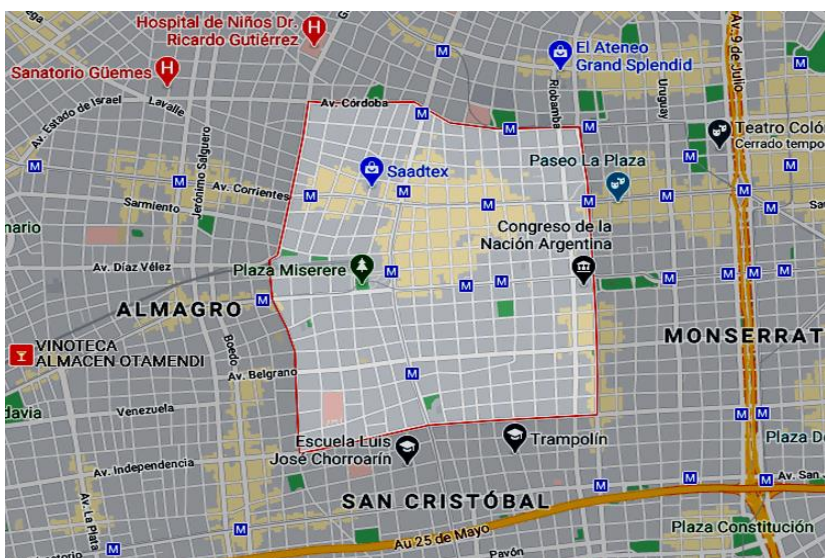 Hospital de Niños Dr.
Ricardo Gutiérrez
Sanatorio Güemes
El Ateneo
Grand Splendid
Av. 9 de Julio
Lavalle
Av. Estado de Israel
Av. Córdoba
Riobamba
Uruguay
Teatro Coló
Cerrado tempo
Jerónimo Salguero
Saadtex
Paseo La Plaza
Av. Corrientes
Sarmiento
nario
Congreso de la
Nación Argentina
Av. Díaz Vélez
Plaza Miserere
ALMAGRO
MONSERRAT
VINOTECA
ALMACEN OTAMENDI
Boedo
Av. Belgrano
davia
Venezuela
Escuela Luis
José Chorroarín
Trampolín
Plaza D
Av. Independencia
Av. La Plata
SAN CRISTÓBAL
Av. San J
Au 25 de Mayo
Plaza Constitución
Pavón